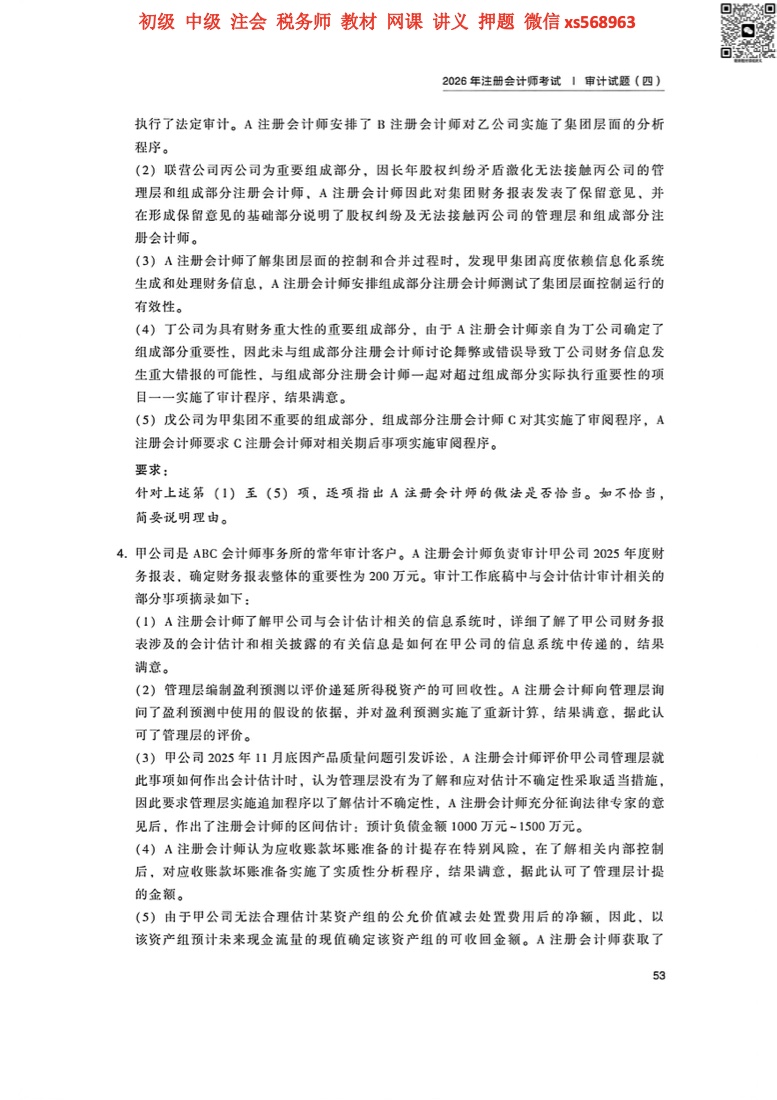 初级 中级 注会 税务师 教材 网课 讲义 押题 微信 xs568963
2026 年注册会计师考试 | 审计试题（四）
执行了法定审计。A 注册会计师安排了 B 注册会计师对乙公司实施了集团层面的分析
程序。
(2) 联营公司丙公司为重要组成部分，因长年股权纠纷矛盾激化无法接触丙公司的管
理层和组成部分注册会计师，A 注册会计师因此对集团财务报表发表了保留意见，并
在形成保留意见的基础部分说明了股权纠纷及无法接触丙公司的管理层和组成部分注
册会计师。
(3) A 注册会计师了解集团层面的控制和合并过程时，发现甲集团高度依赖信息化系统
生成和处理财务信息，A 注册会计师安排组成部分注册会计师测试了集团层面控制运行的
有效性。
(4) 丁公司为具有财务重大性的重要组成部分，由于 A 注册会计师亲自为丁公司确定了
组成部分重要性，因此未与组成部分注册会计师讨论舞弊或错误导致丁公司财务信息发
生重大错报的可能性，与组成部分注册会计师一起对超过组成部分实际执行重要性的项
目一一实施了审计程序，结果满意。
(5) 戊公司为甲集团不重要的组成部分，组成部分注册会计师 C 对其实施了审阅程序，A
注册会计师要求 C 注册会计师对相关期后事项实施审阅程序。
要求：
针对上述第（1）至（5）项，逐项指出 A 注册会计师的做法是否恰当。如不恰当，
简要说明理由。
4. 甲公司是 ABC 会计师事务所的常年审计客户。A 注册会计师负责审计甲公司 2025 年度财
务报表，确定财务报表整体的重要性为 200 万元。审计工作底稿中与会计估计审计相关的
部分事项摘录如下：
(1) A 注册会计师了解甲公司与会计估计相关的信息系统时，详细了解了甲公司财务报
表涉及的会计估计和相关披露的有关信息是如何在甲公司的信息系统中传递的，结果
满意。
(2) 管理层编制盈利预测以评价递延所得税资产的可回收性。A 注册会计师向管理层询
问了盈利预测中使用的假设的依据，并对盈利预测实施了重新计算，结果满意，据此认
可了管理层的评价。
(3) 甲公司 2025 年 11 月底因产品质量问题引发诉讼，A 注册会计师评价甲公司管理层就
此事项如何作出会计估计时，认为管理层没有为了解和应对估计不确定性采取适当措施，
因此要求管理层实施追加程序以了解估计不确定性，A 注册会计师充分征询法律专家的意
见后，作出了注册会计师的区间估计：预计负债金额 1000 万元~1500 万元。
(4) A 注册会计师认为应收账款坏账准备的计提存在特别风险，在了解相关内部控制
后，对应收账款坏账准备实施了实质性分析程序，结果满意，据此认可了管理层计提
的金额。
(5) 由于甲公司无法合理估计某资产组的公允价值减去处置费用后的净额，因此，以
该资产组预计未来现金流量的现值确定该资产组的可收回金额。A 注册会计师获取了
53